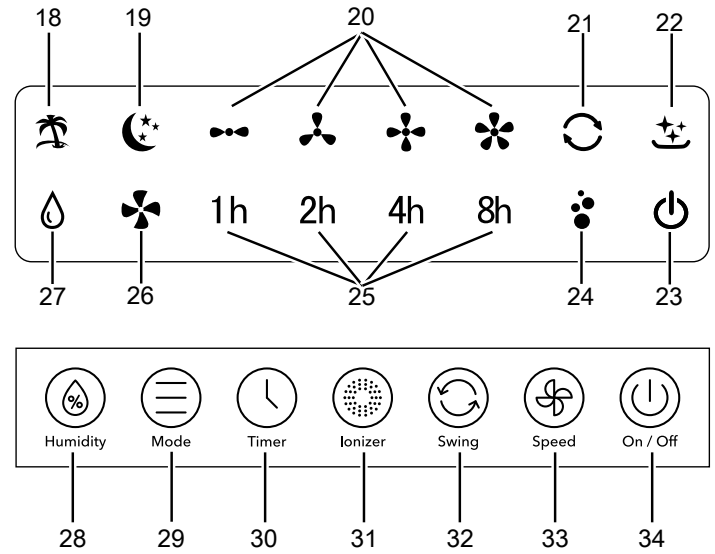 18 19 20 21 22
1h 2h 4h 8h
27 26 25 24 23
%
Humidity Mode Timer Ionizer Swing Speed On / Off
28 29 30 31 32 33 34